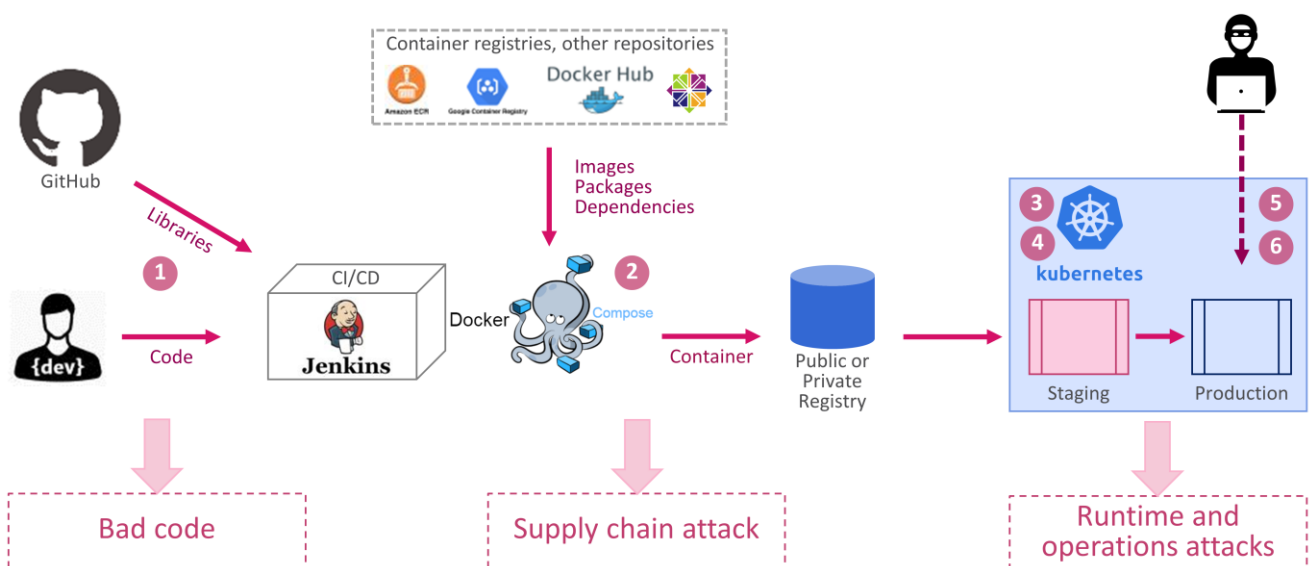 Container registries, other repositories
Docker Hub
Amazon ECR
Google Container Registry
GitHub
Images
Packages
Dependencies
Libraries
1
CI/CD
Jenkins
Docker
Compose
2
{dev}
Code
Container
Public or
Private
Registry
3
4
kubernetes
5
6
Staging
Production
Bad code
Supply chain attack
Runtime and
operations attacks